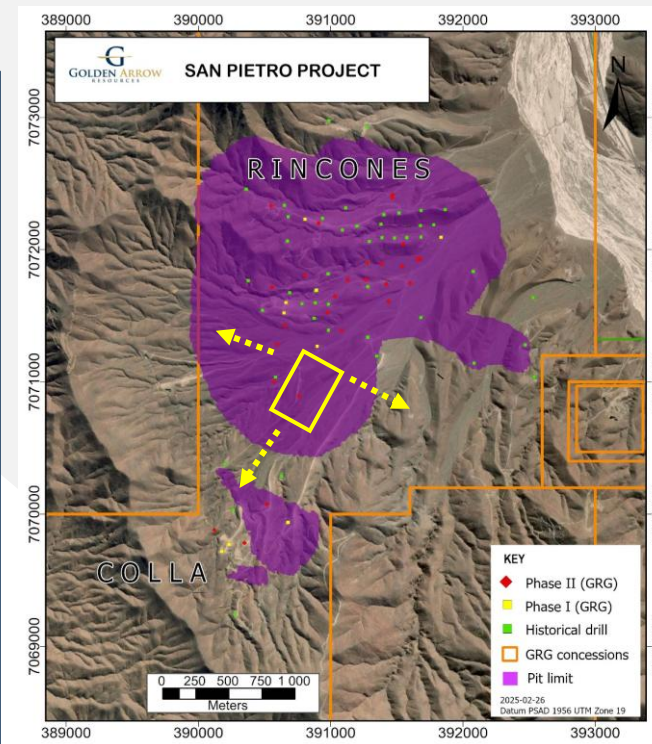 389000 390000 391000 392000 393000
GOLDEN ARROW
RESOURCES
SAN PIETRO PROJECT
N
7073000
RINCONES
7072000
7071000
7070000
COLLA
7069000
KEY
Phase II (GRG)
Phase I (GRG)
Historical drill
GRG concessions
Pit limit
2025-02-26
Datum PSAD 1956 UTM Zone 19
0 250 500 750 1 000
Meters
389000 390000 391000 392000 393000